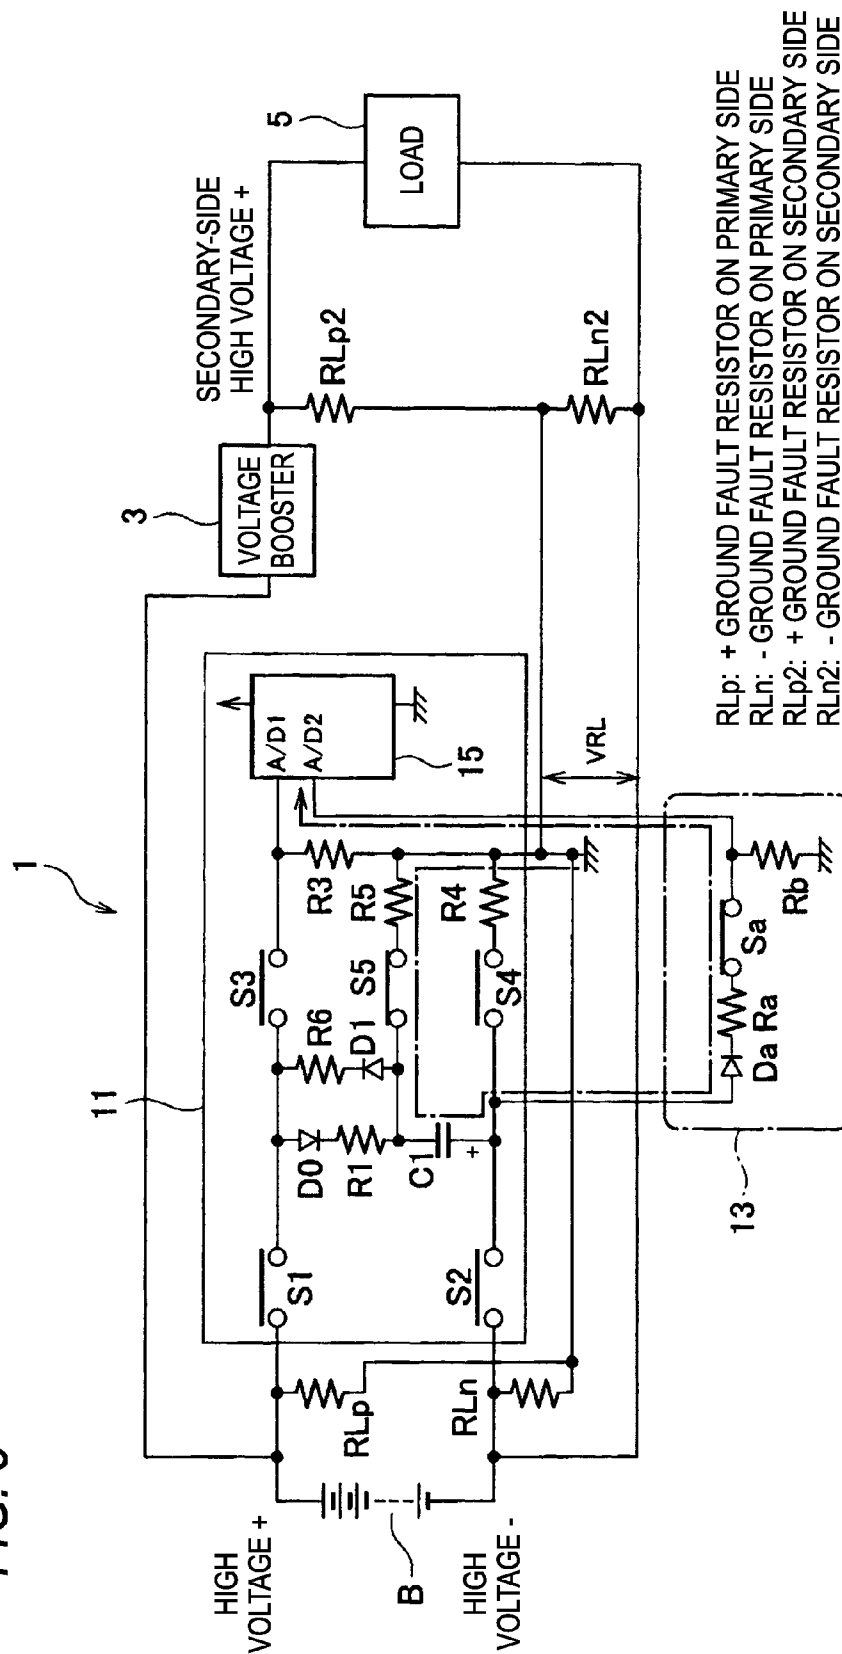 1
SECONDARY-SIDE
HIGH VOLTAGE +
3
VOLTAGE
BOOSTER
5
LOAD
RLp2
RLn2
11
S3
R6
D1
S5
R3
R5
R4
S4
D0
R1
C1
+
S1
S2
A/D1
A/D2
15
VRL
HIGH
VOLTAGE +
RLp
RLn
B
HIGH
VOLTAGE -
13
Da
Ra
Sa
Rb
RLp: + GROUND FAULT RESISTOR ON PRIMARY SIDE
RLn: - GROUND FAULT RESISTOR ON PRIMARY SIDE
RLp2: + GROUND FAULT RESISTOR ON SECONDARY SIDE
RLn2: - GROUND FAULT RESISTOR ON SECONDARY SIDE